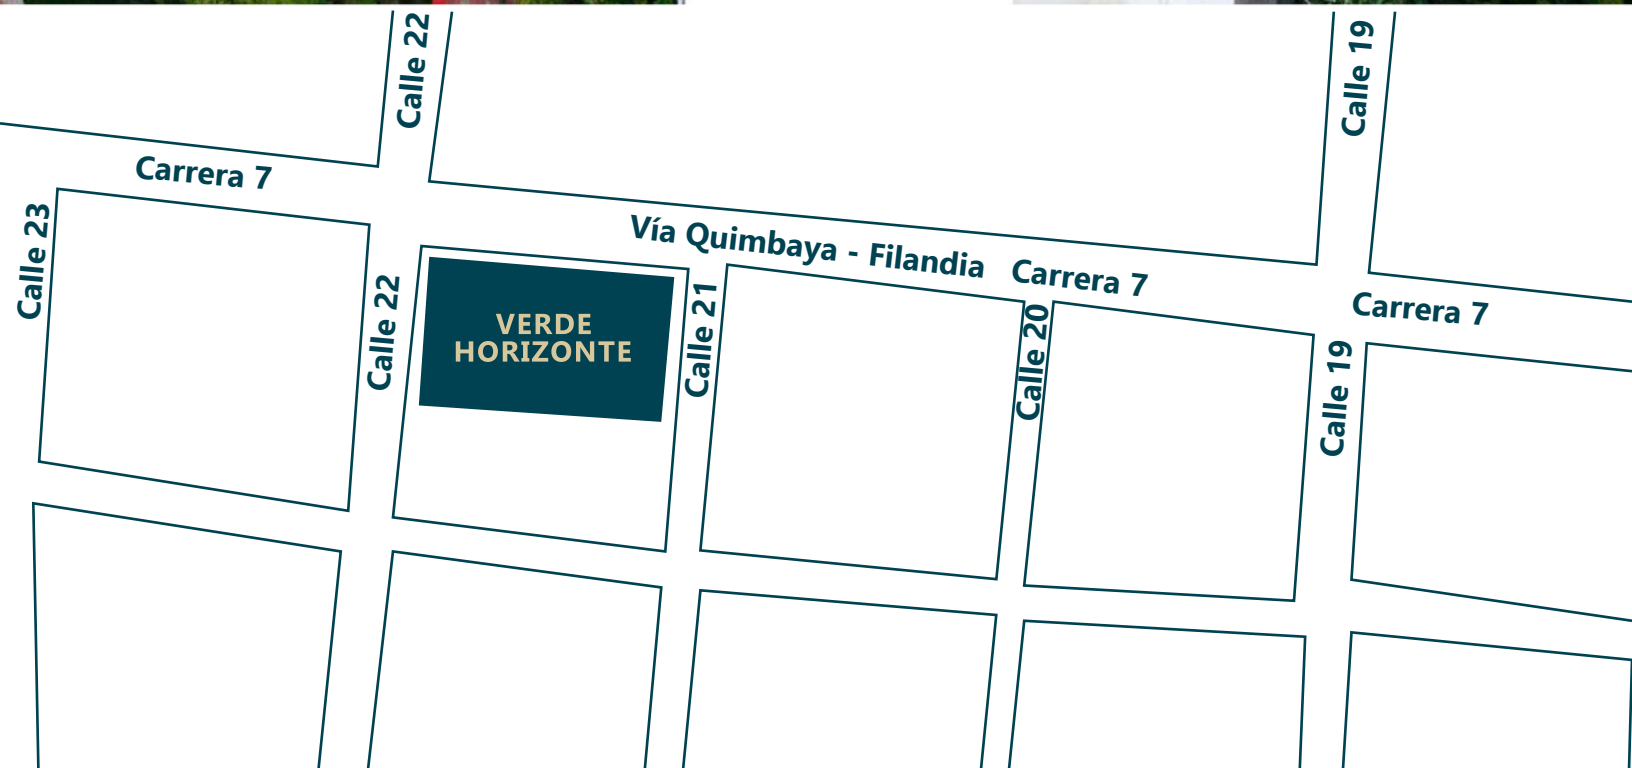 Calle 22
Calle 19
Carrera 7
Calle 23
Vía Quimbaya - Filandia
Carrera 7
Carrera 7
Calle 22
VERDE
HORIZONTE
Calle 21
Calle 20
Calle 19